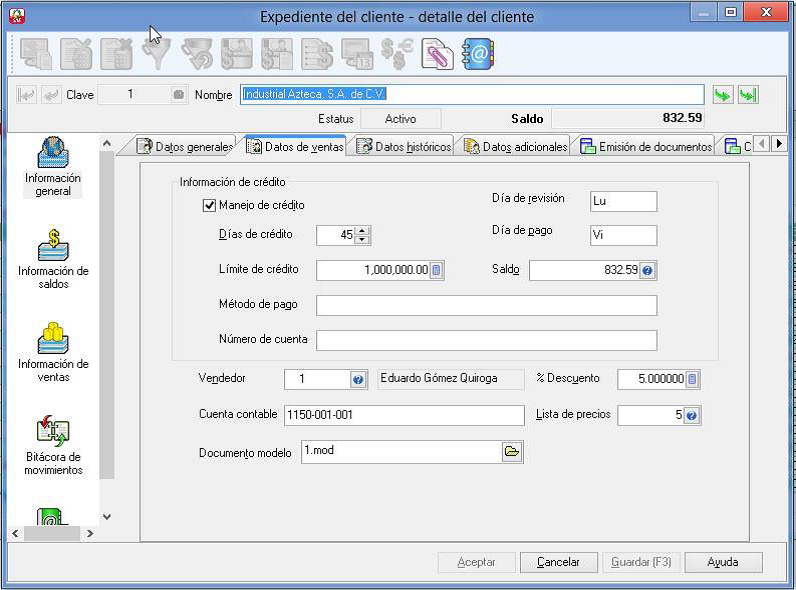 Expediente del cliente - detalle del cliente
Clave 1 Nombre Industrial Azteca, S.A. de C.V.
Estatus Activo Saldo 832.59
Información general
Información de saldos
Información de ventas
Bitácora de movimientos
Datos generales Datos de ventas Datos históricos Datos adicionales Emisión de documentos C
Información de crédito
Manejo de crédito Día de revisión Lu
Días de crédito 45 Día de pago Vi
Límite de crédito 1,000,000.00 Saldo 832.59
Método de pago
Número de cuenta
Vendedor 1 Eduardo Gómez Quiroga % Descuento 5.000000
Cuenta contable 1150-001-001 Lista de precios 5
Documento modelo 1.mod
Aceptar Cancelar Guardar (F3) Ayuda